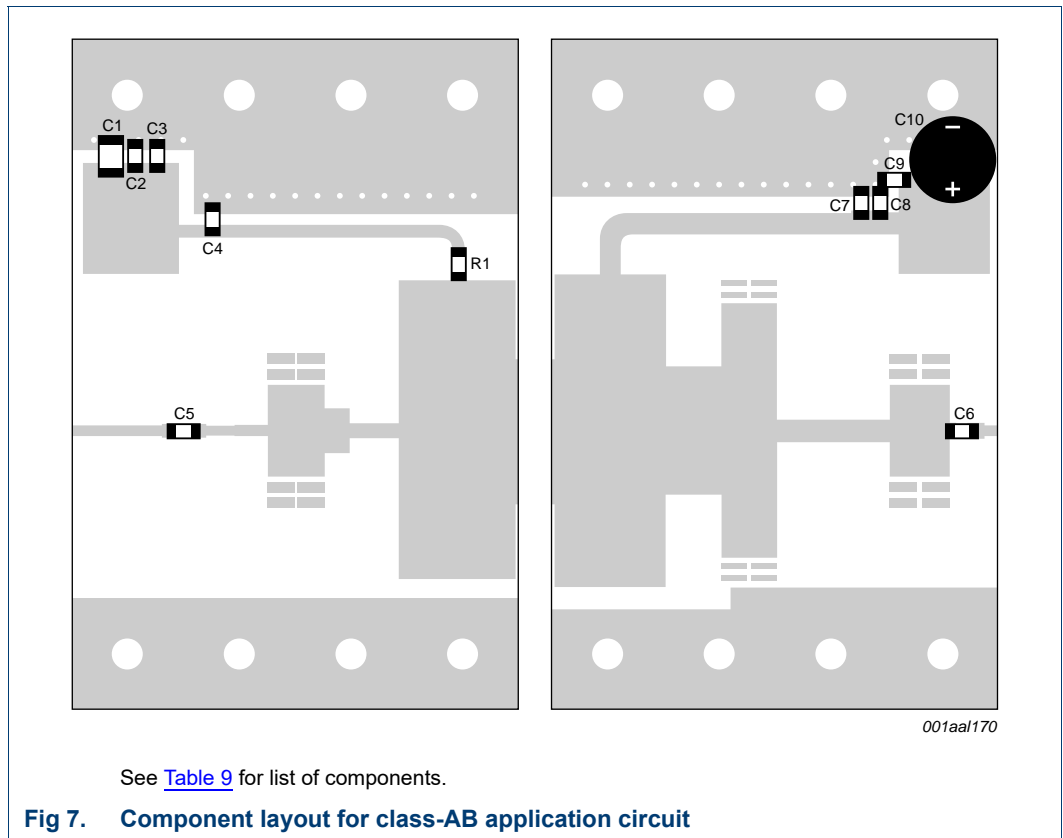 C1
C3
C2
C4
R1
C5
C10
C9
C7
C8
C6
001aal170
See Table 9 for list of components.
Fig 7. Component layout for class-AB application circuit